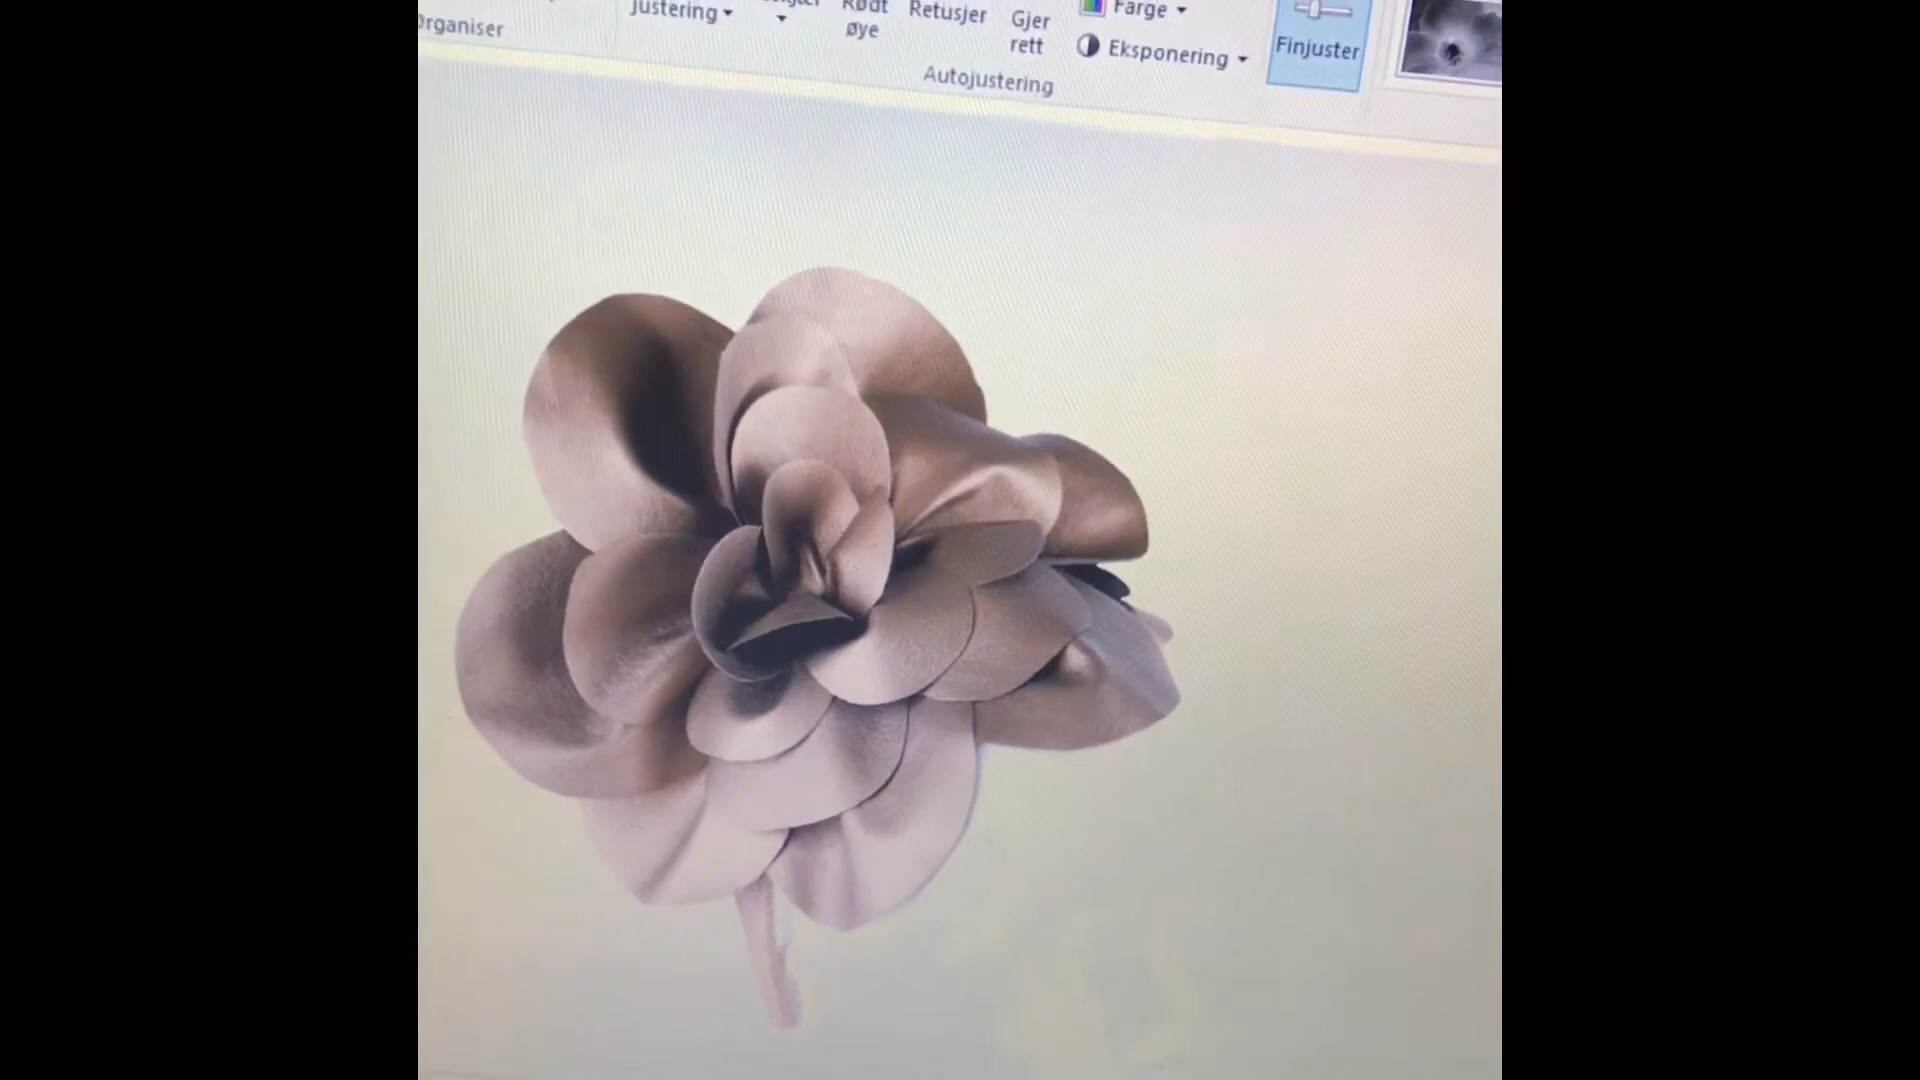 Organiser
justering
Rødt
øye
Retusjer
Gjer
rett
Farge
Eksponering
Autojustering
Finjuster